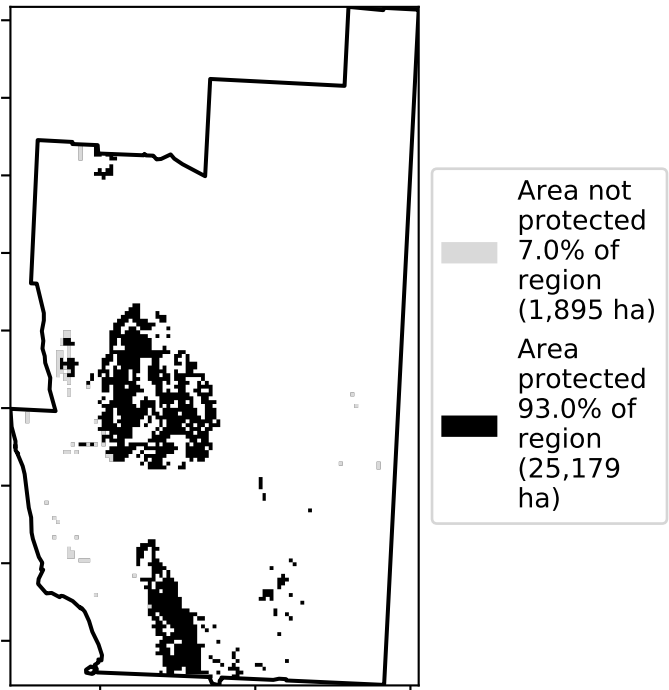 Area not
protected
7.0% of
region
(1,895 ha)
Area
protected
93.0% of
region
(25,179
ha)